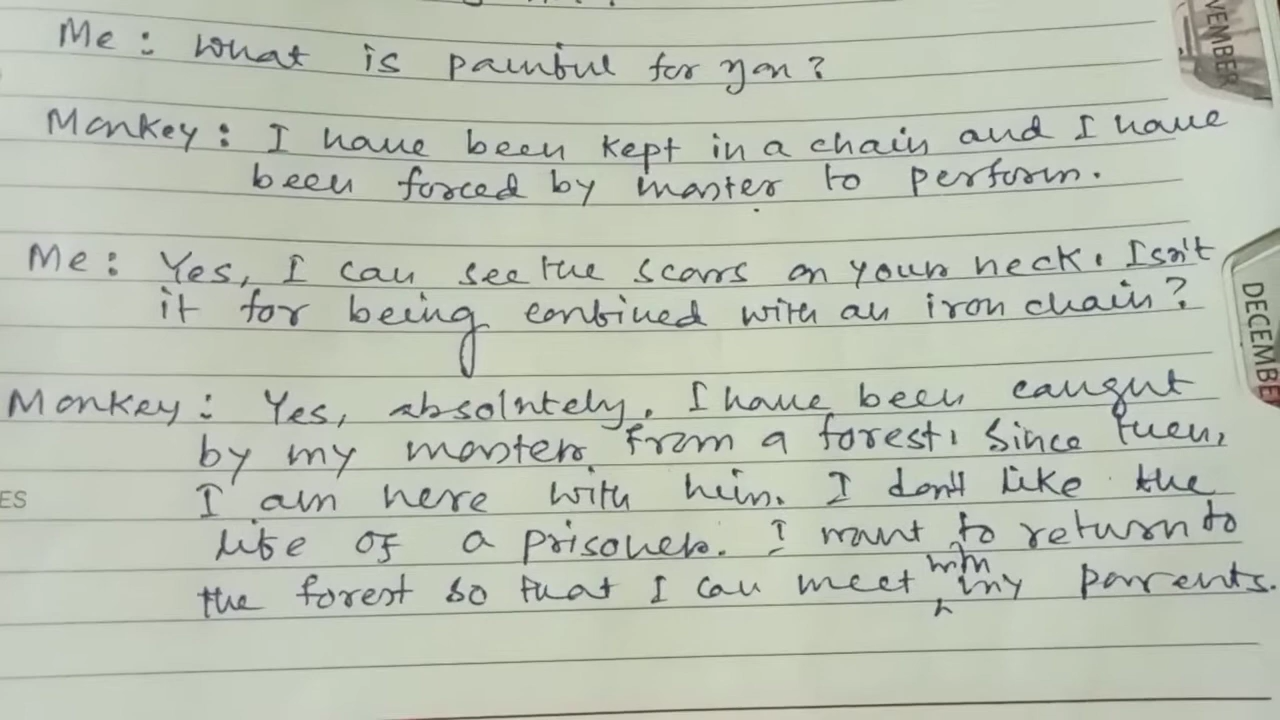 Me: What is painful for you?
Monkey: I have been kept in a chain and I have
been forced by master to perform.
Me: Yes, I can see the scars on your neck. Isn't
it for being confined with an iron chain?
Monkey: Yes, absolutely. I have been caught
by my master from a forest. Since then,
I am here with him. I don't like the
life of a prisoner. I want to return to
the forest so that I can meet with my parents.
VEMBER
DECEMBE
ES